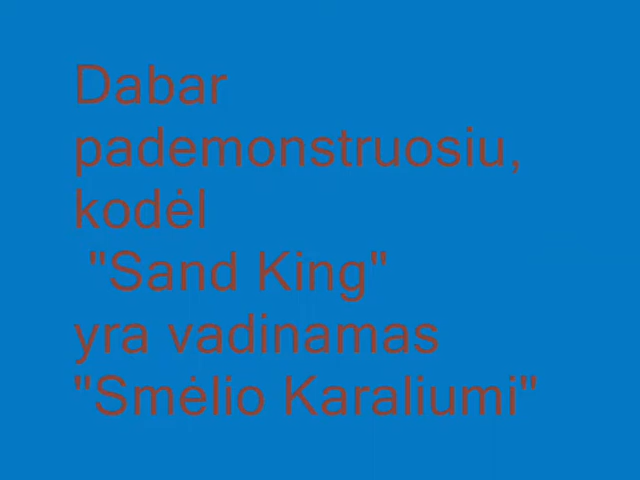 Dabar
pademonstruosiu,
kodėl
"Sand King"
yra vadinamas
"Smėlio Karaliumi"